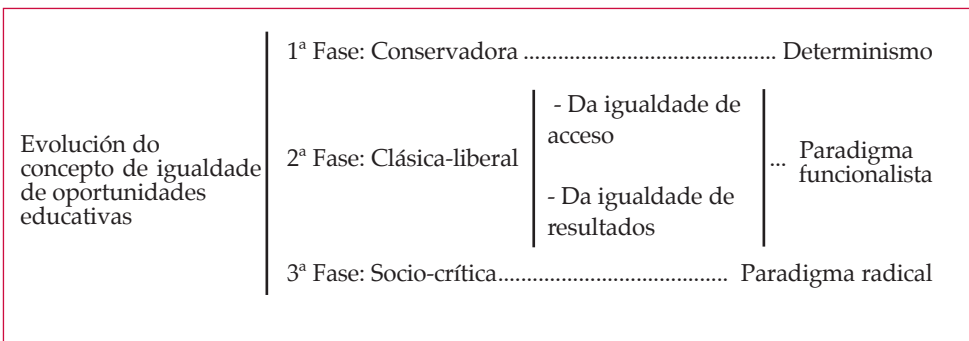 1ª Fase: Conservadora ............................................ Determinismo
Evolución do
concepto de igualdade
de oportunidades
educativas
2ª Fase: Clásica-liberal
- Da igualdade de
acceso
- Da igualdade de
resultados
... Paradigma
funcionalista
3ª Fase: Socio-crítica........................................ Paradigma radical